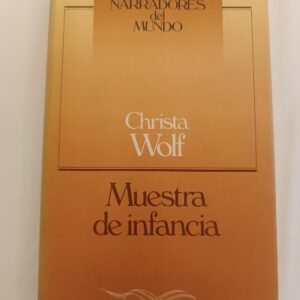 NARRADORES
del
MUNDO
Christa
Wolf
Muestra
de infancia